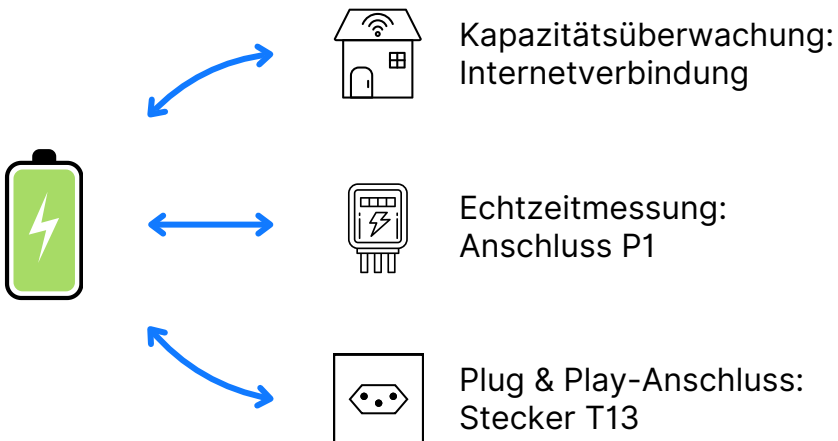 Kapazitätsüberwachung:
Internetverbindung
Echtzeitmessung:
Anschluss P1
Plug & Play-Anschluss:
Stecker T13